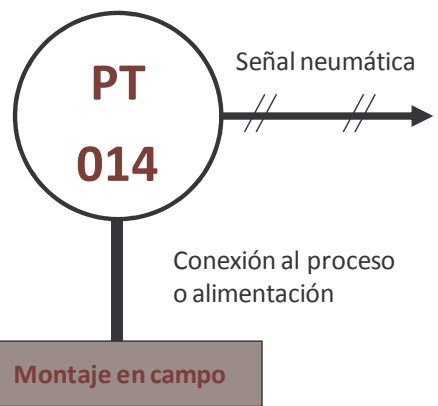 PT
014
Señal neumática
Conexión al proceso
o alimentación
Montaje en campo